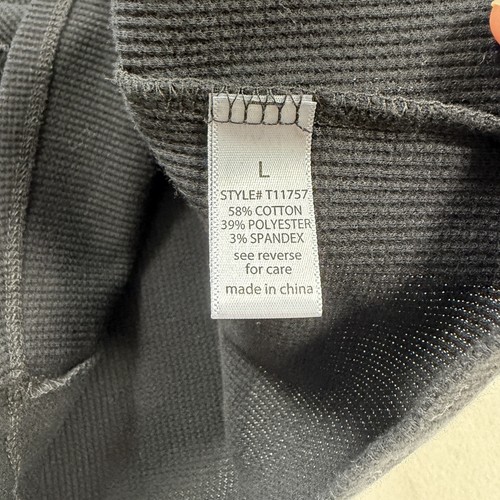 L
STYLE# T11757
58% COTTON
39% POLYESTER
3% SPANDEX
see reverse
for care
made in china